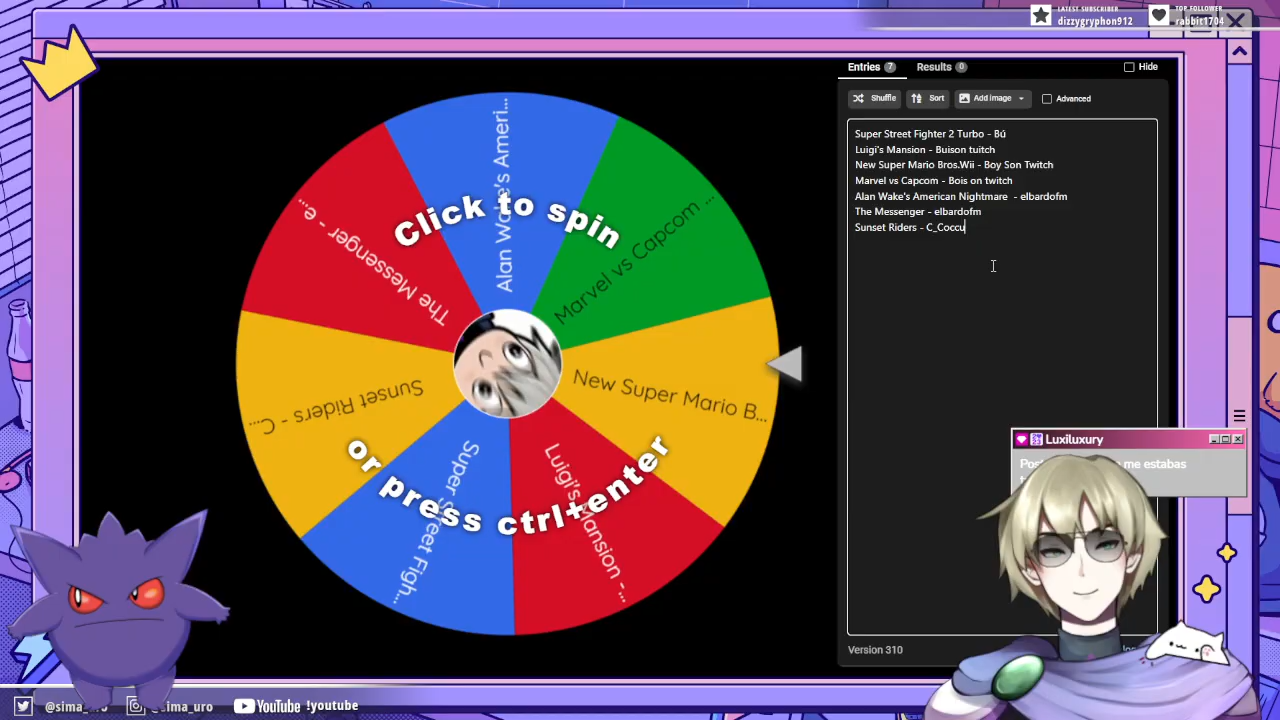 LATEST SUBSCRIBER
dizzygryphon912
TOP FOLLOWER
rabbit1704
Entries 7
Results 0
Hide
Shuffle
Sort
Add image
Advanced
Super Street Fighter 2 Turbo - Bú
Luigi's Mansion - Buison tuitch
New Super Mario Bros.Wii - Boy Son Twitch
Marvel vs Capcom - Bois on twitch
Alan Wake's American Nightmare - elbardofm
The Messenger - elbardofm
Sunset Riders - C_Coccu
Version 310
Alan Wake's Ameri...
Marvel vs Capcom ...
New Super Mario B...
Luigi's Mansion - ...
Super Street Figh...
Sunset Riders - C...
The Messenger - e...
Click to spin
or press ctrl+enter
Luxiluxury
me estabas
@sima_uro
@sima_uro
YouTube !youtube